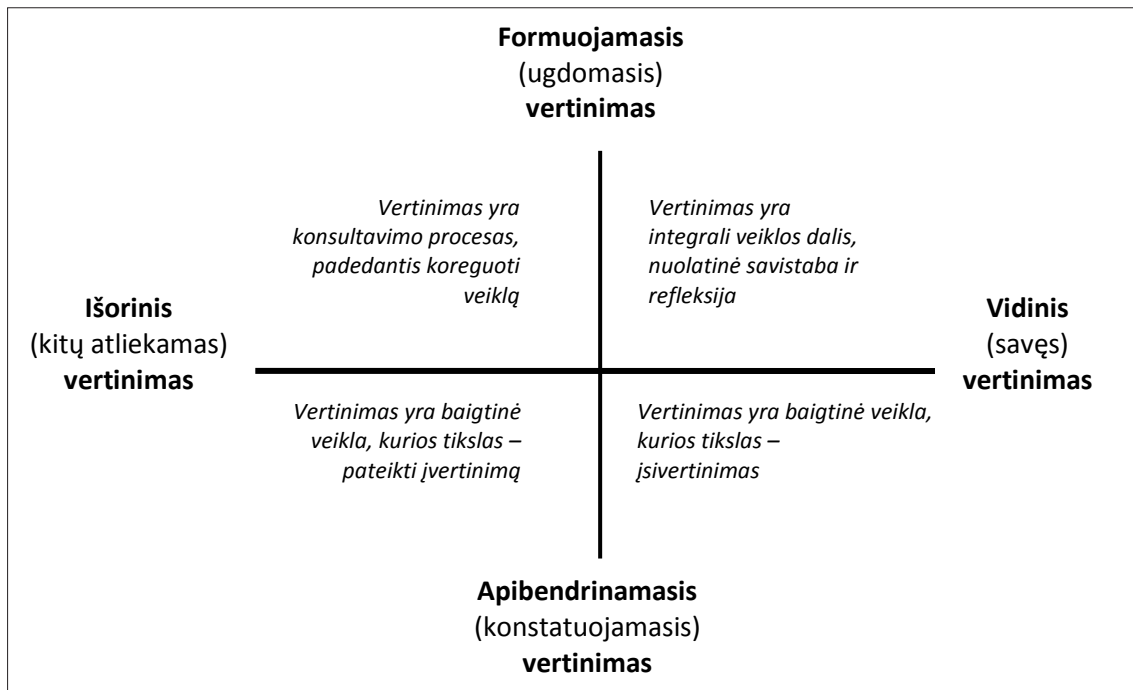 Formuojamasis
(ugdomasis)
vertinimas
Vertinimas yra
konsultavimo procesas,
padedantis koreguoti
veiklą
Vertinimas yra
integrali veiklos dalis,
nuolatinė savistaba ir
refleksija
Išorinis
(kitų atliekamas)
vertinimas
Vidinis
(savęs)
vertinimas
Vertinimas yra baigtinė
veikla, kurios tikslas –
pateikti įvertinimą
Vertinimas yra baigtinė veikla,
kurios tikslas –
įsivertinimas
Apibendrinamasis
(konstatuojamasis)
vertinimas